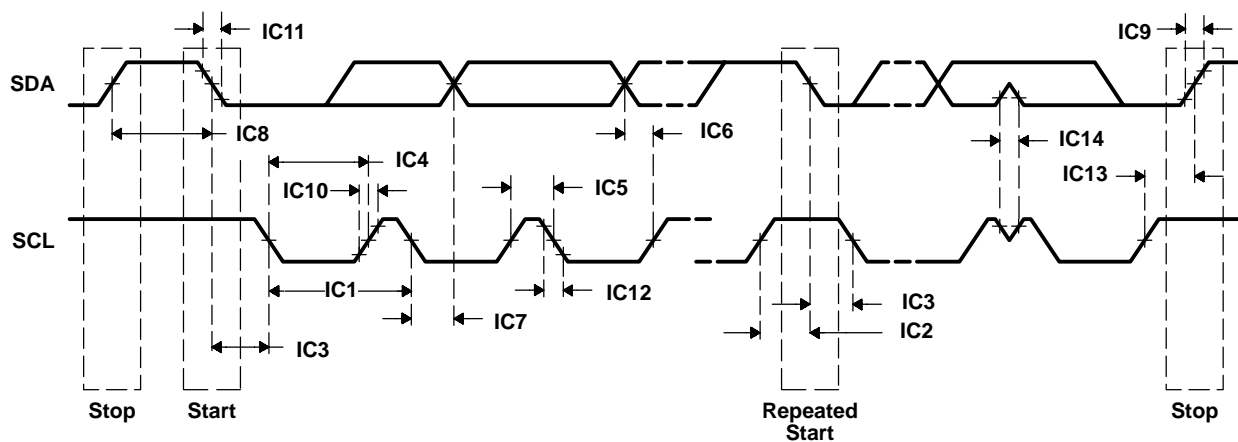 IC11
IC9
SDA
IC8
IC6
IC14
IC4
IC10
IC5
IC13
SCL
IC1
IC12
IC7
IC3
IC3
IC2
Stop
Start
Repeated
Start
Stop